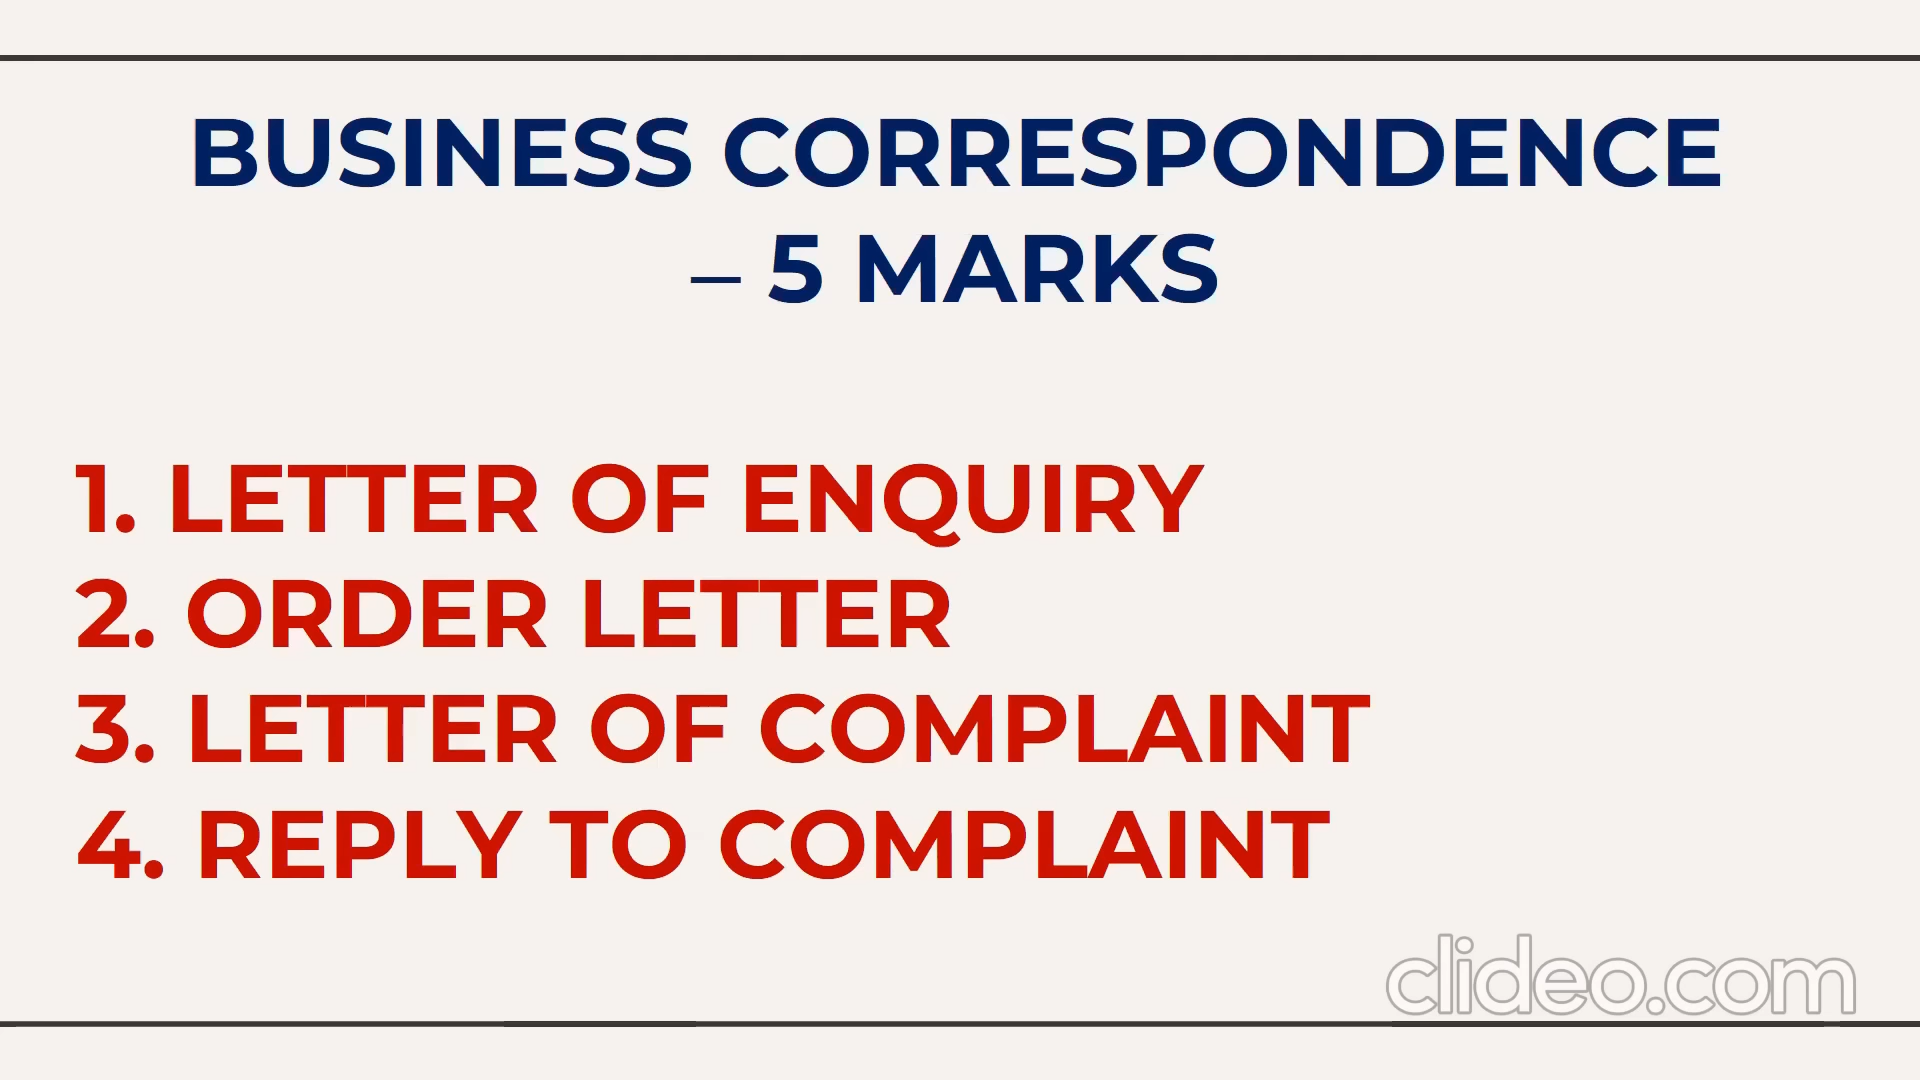 BUSINESS CORRESPONDENCE
– 5 MARKS
1. LETTER OF ENQUIRY
2. ORDER LETTER
3. LETTER OF COMPLAINT
4. REPLY TO COMPLAINT
clideo.com